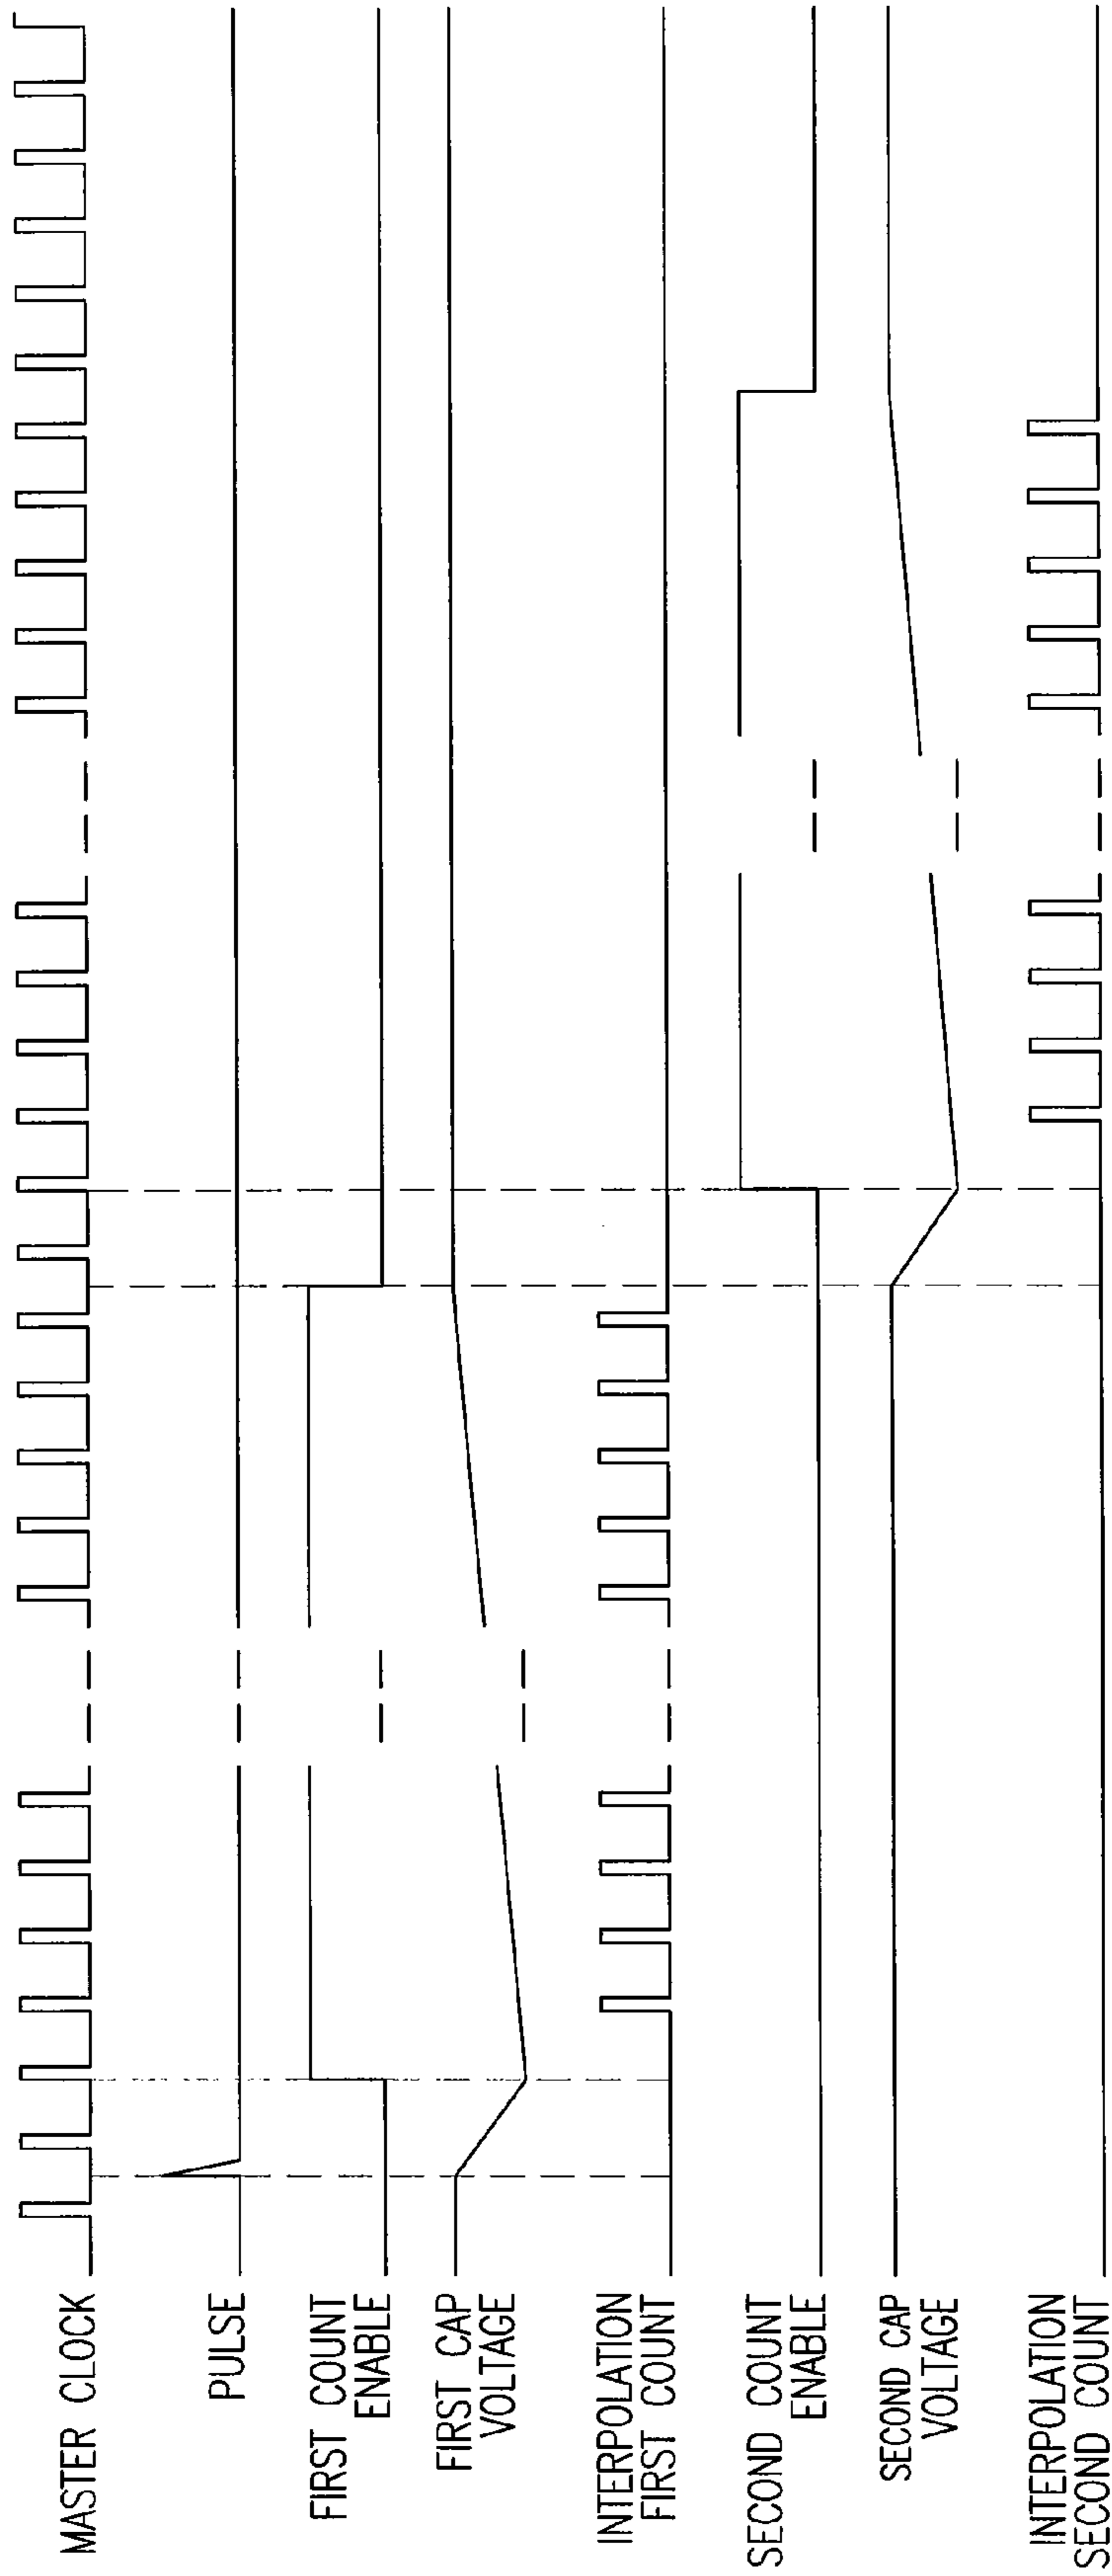 MASTER CLOCK
PULSE
FIRST COUNT
ENABLE
FIRST CAP
VOLTAGE
INTERPOLATION
FIRST COUNT
SECOND COUNT
ENABLE
SECOND CAP
VOLTAGE
INTERPOLATION
SECOND COUNT